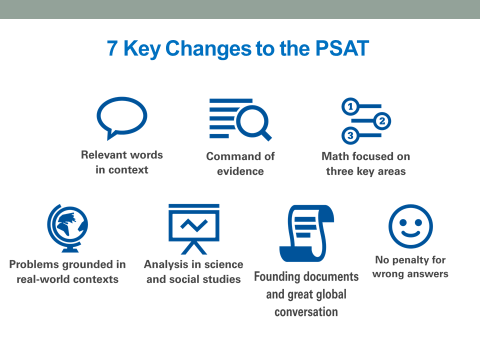 7 Key Changes to the PSAT
Relevant words
in context
Command of
evidence
1
2
3
Math focused on
three key areas
Problems grounded in
real-world contexts
Analysis in science
and social studies
Founding documents
and great global
conversation
No penalty for
wrong answers